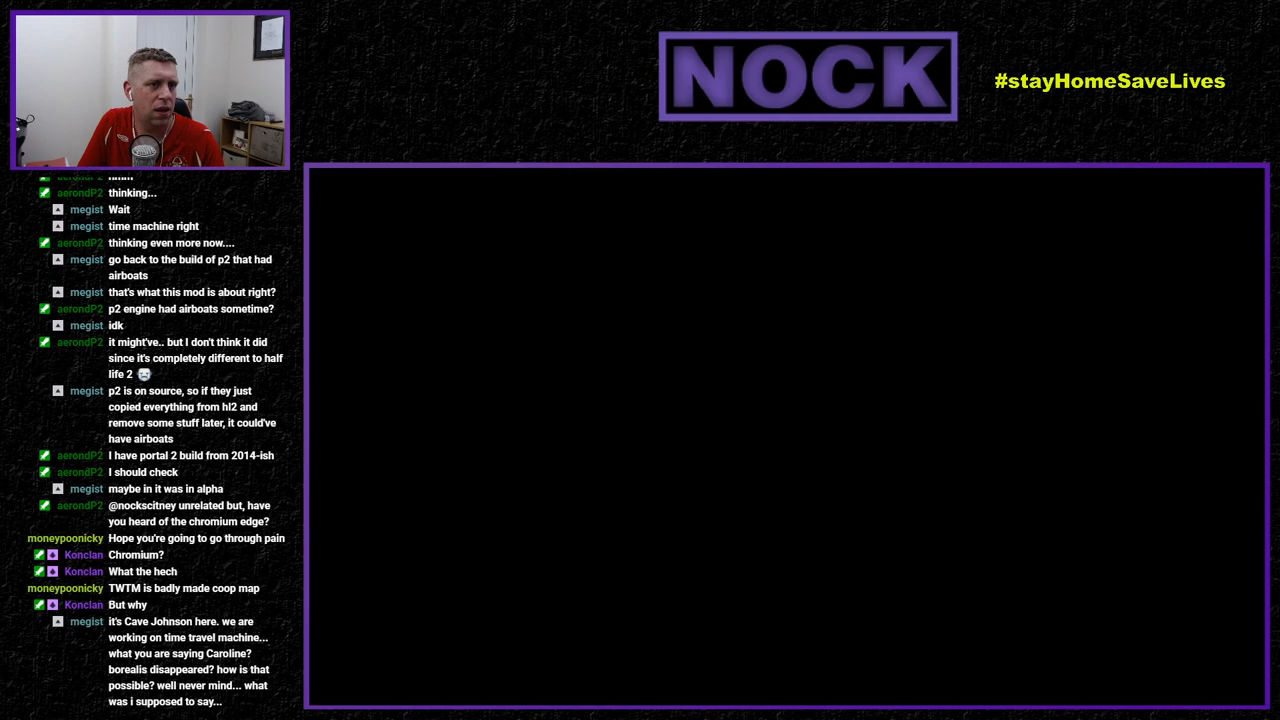 NOCK
#stayHomeSaveLives
aerondP2 hmm
aerondP2 thinking...
megist Wait
megist time machine right
aerondP2 thinking even more now....
megist go back to the build of p2 that had
airboats
megist that's what this mod is about right?
aerondP2 p2 engine had airboats sometime?
megist idk
aerondP2 it might've.. but I don't think it did
since it's completely different to half
life 2
megist p2 is on source, so if they just
copied everything from hl2 and
remove some stuff later, it could've
have airboats
aerondP2 I have portal 2 build from 2014-ish
aerondP2 I should check
megist maybe in it was in alpha
aerondP2 @nockscitney unrelated but, have
you heard of the chromium edge?
moneypoonicky Hope you're going to go through pain
Konclan Chromium?
Konclan What the hech
moneypoonicky TWTM is badly made coop map
Konclan But why
megist it's Cave Johnson here. we are
working on time travel machine...
what you are saying Caroline?
borealis disappeared? how is that
possible? well never mind... what
was i supposed to say...